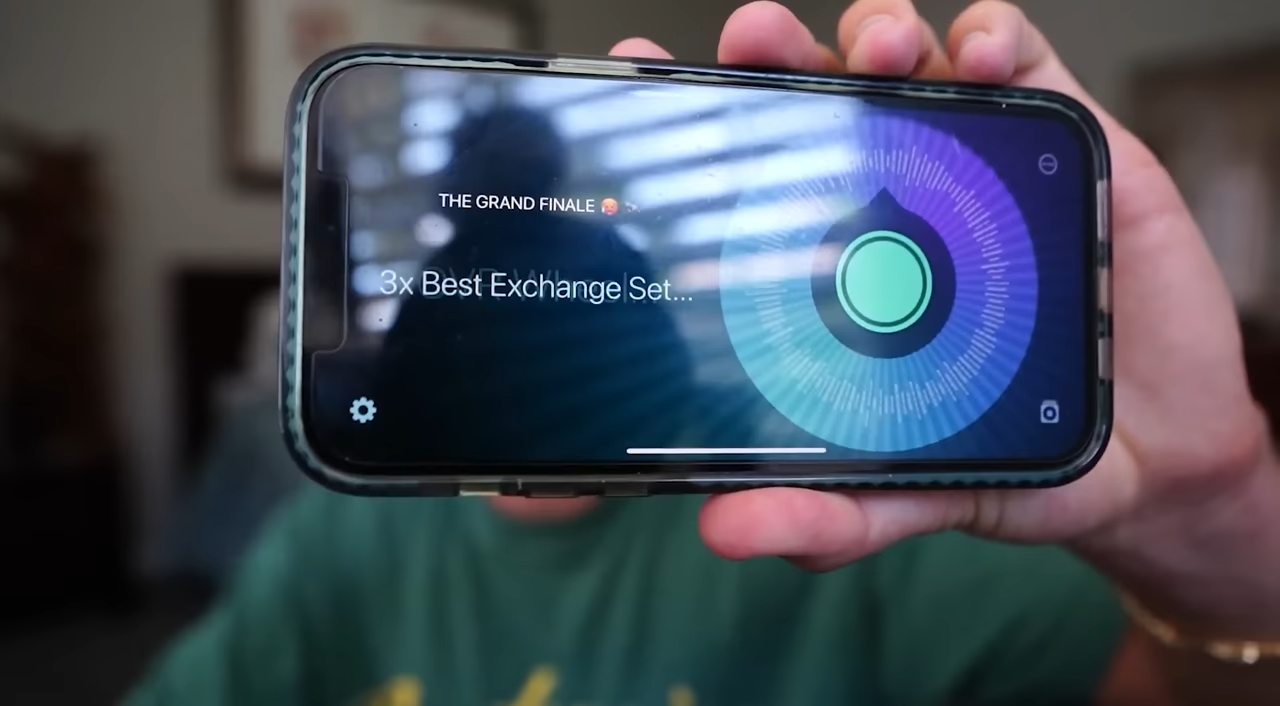 THE GRAND FINALE 🥵
3x Best Exchange Set...